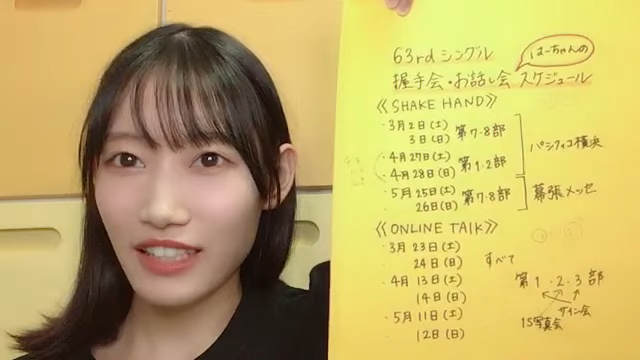 63rd シングル
はーちゃんの
握手会・お話し会 スケジュール
《SHAKE HAND》
・3月2日(土) 第7.8部
3日(日)
パシフィコ横浜
・4月27日(土) 第1.2部
4月28日(日)
・5月25日(土) 第7.8部
26日(日)
幕張メッセ
《ONLINE TALK》
・3月23日(土)
・24日(日) すべて
・4月13日(土) 第1.2.3部
・14日(日)
サイン会
・5月11日(土)
1S写真会
・12日(日)